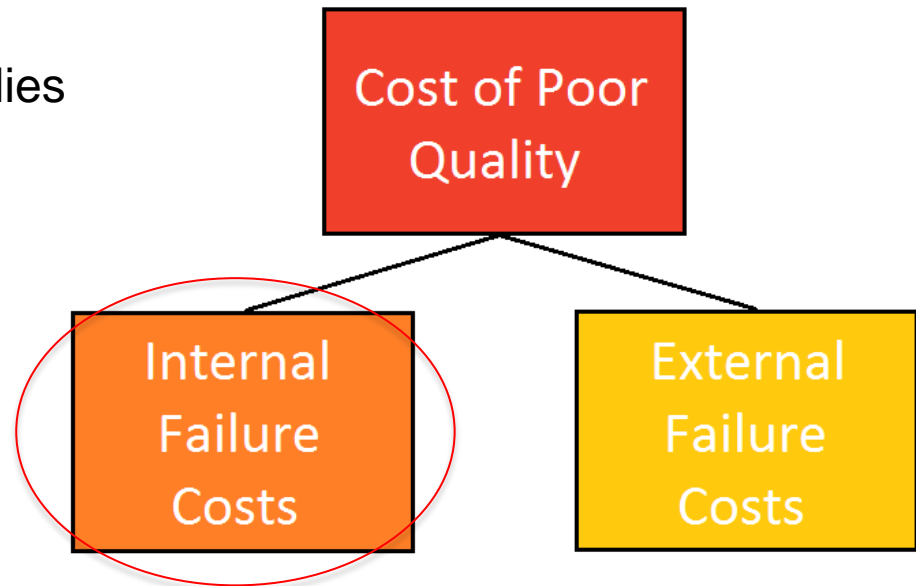 lies
Cost of Poor
Quality
Internal
Failure
Costs
External
Failure
Costs